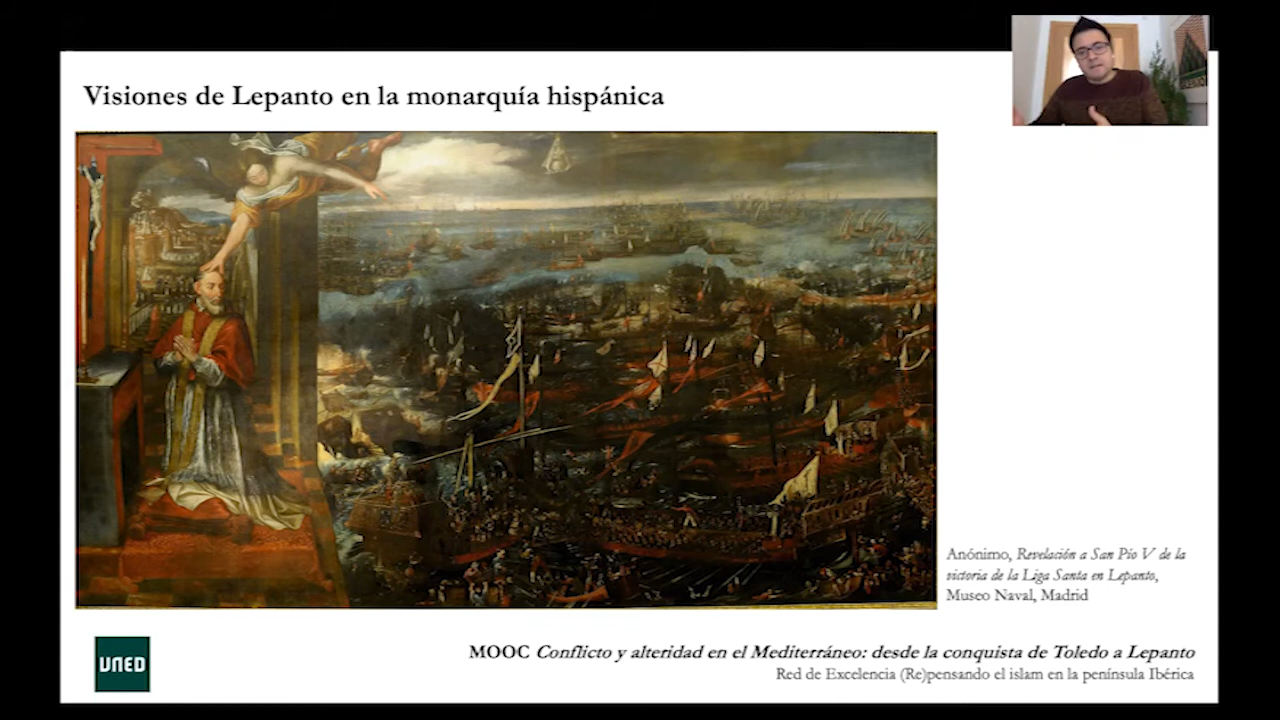 Visiones de Lepanto en la monarquía hispánica
Anónimo, Revelación a San Pío V de la
victoria de la Liga Santa en Lepanto,
Museo Naval, Madrid
UNED
MOOC Conflicto y alteridad en el Mediterráneo: desde la conquista de Toledo a Lepanto
Red de Excelencia (Re)pensando el islam en la península Ibérica